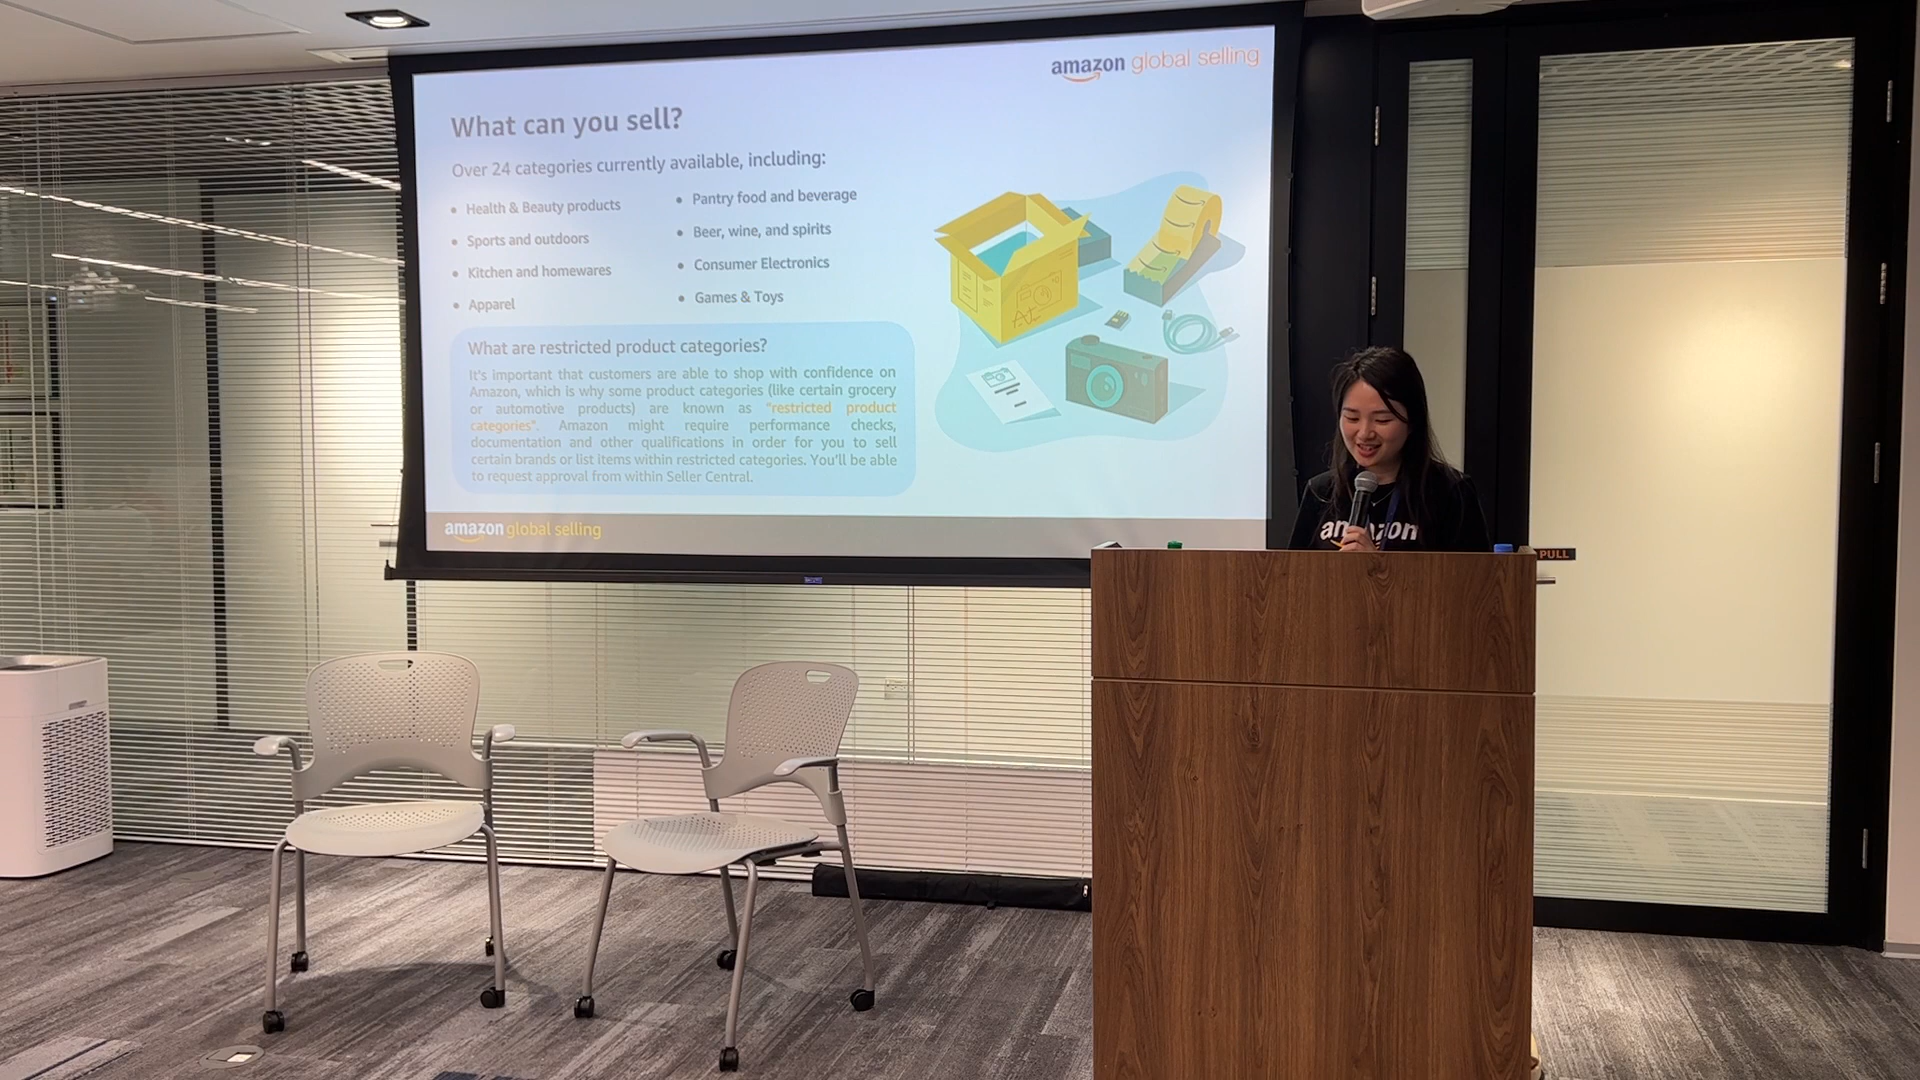 amazon global selling
What can you sell?
Over 24 categories currently available, including:
• Health & Beauty products
• Sports and outdoors
• Kitchen and homewares
• Apparel
• Pantry food and beverage
• Beer, wine, and spirits
• Consumer Electronics
• Games & Toys
What are restricted product categories?
It's important that customers are able to shop with confidence on
Amazon, which is why some product categories (like certain grocery
or automotive products) are known as "restricted product
categories". Amazon might require performance checks,
documentation and other qualifications in order for you to sell
certain brands or list items within restricted categories. You'll be able
to request approval from within Seller Central.
amazon global selling
amazon
PULL